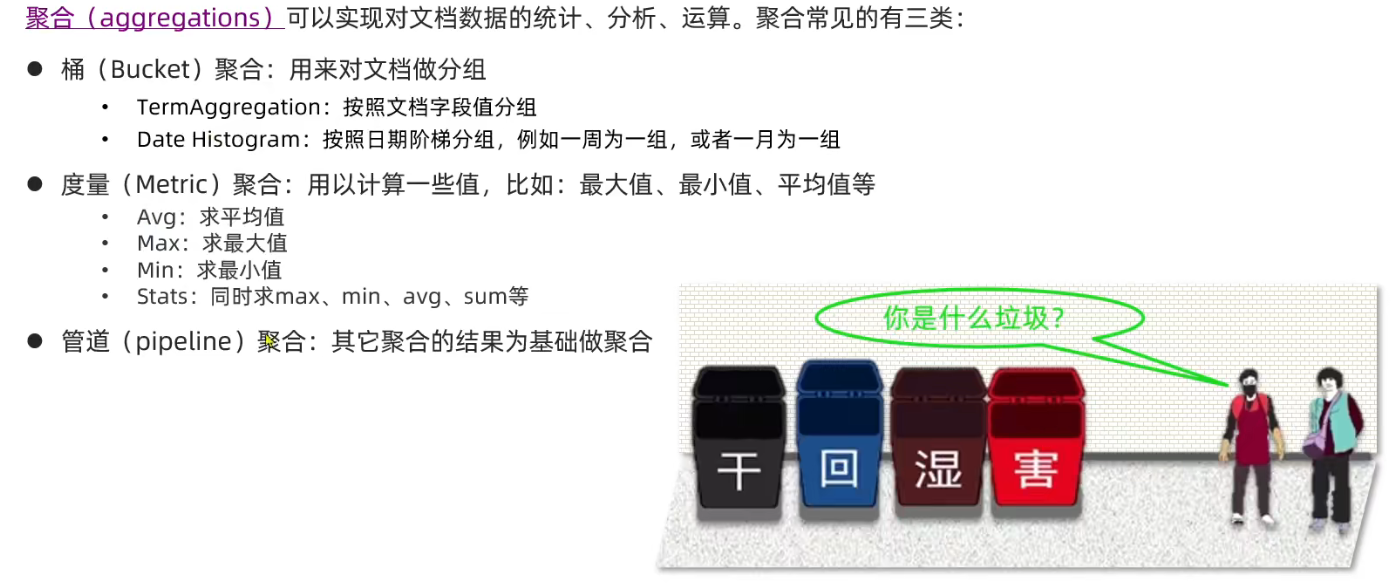 聚合（aggregations）可以实现对文档数据的统计、分析、运算。聚合常见的有三类：
● 桶（Bucket）聚合：用来对文档做分组
• TermAggregation：按照文档字段值分组
• Date Histogram：按照日期阶梯分组，例如一周为一组，或者一月为一组
● 度量（Metric）聚合：用以计算一些值，比如：最大值、最小值、平均值等
• Avg：求平均值
• Max：求最大值
• Min：求最小值
• Stats：同时求max、min、avg、sum等
● 管道（pipeline）聚合：其它聚合的结果为基础做聚合
你是什么垃圾？
干 回 湿 害